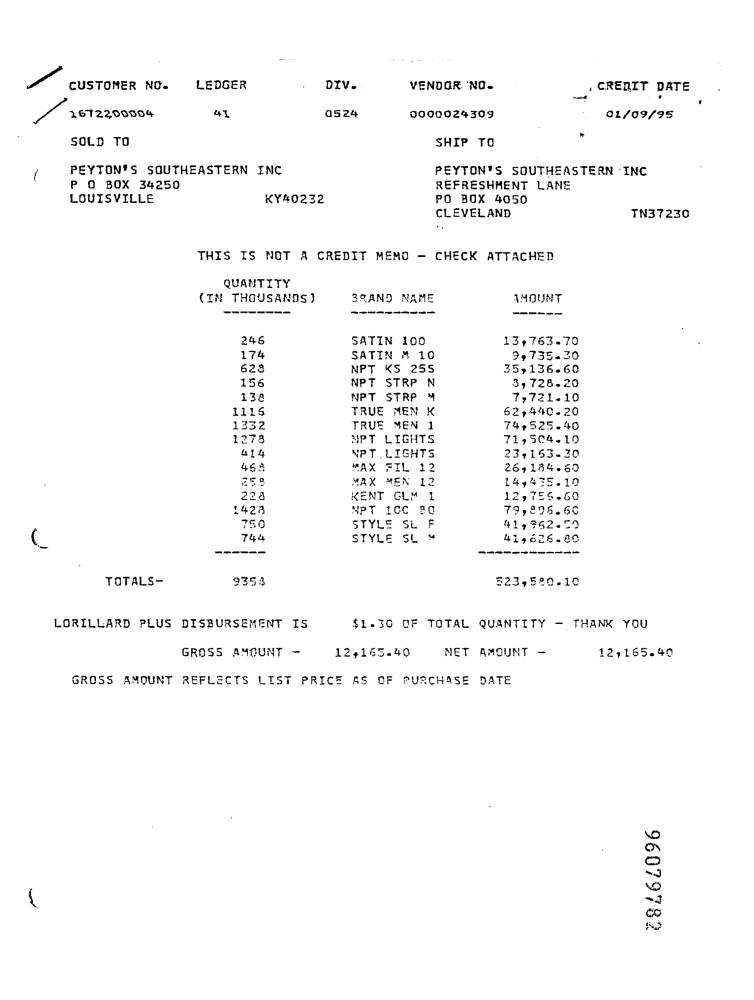 CUSTOMER NO. LEDGER DIV. VENDOR NO. CREDIT DATE
1672200004 41 0524 0000024309 01/09/95
SOLD TO SHIP TO
PEYTON'S SOUTHEASTERN INC PEYTON'S SOUTHEASTERN INC
P O BOX 34250 REFRESHMENT LANE
LOUISVILLE KY40232 PO BOX 4050
CLEVELAND TN37230
THIS IS NOT A CREDIT MEMO - CHECK ATTACHED
QUANTITY
(IN THOUSANDS) BRAND NAME AMOUNT
246 SATIN 100 13,763.70
174 SATIN M 10 9,735.30
628 NPT KS 25S 35,136.60
156 NPT STRP N 8,728.20
138 NPT STRP M 7,721.10
1116 TRUE MEN K 62,440.20
1332 TRUE MEN 1 74,525.40
1278 NPT LIGHTS 71,504.10
414 NPT LIGHTS 23,163.30
468 MAX FIL 12 26,184.60
258 MAX MEN 12 14,435.10
228 KENT GLM 1 12,756.60
1428 NPT 100 BO 79,896.60
750 STYLE SL F 41,962.50
744 STYLE SL M 41,626.80
TOTALS- 9358 523,580.10
LORILLARD PLUS DISBURSEMENT IS $1.30 OF TOTAL QUANTITY - THANK YOU
GROSS AMOUNT - 12,165.40 NET AMOUNT - 12,165.40
GROSS AMOUNT REFLECTS LIST PRICE AS OF PURCHASE DATE
96079782